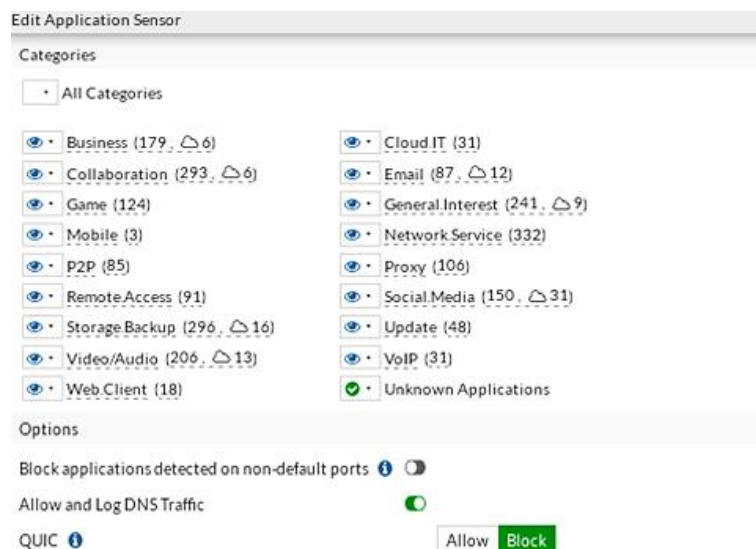 Edit Application Sensor
Categories
All Categories
Business (179, 6)
Cloud.IT (31)
Collaboration (293, 6)
Email (87, 12)
Game (124)
General.Interest (241, 9)
Mobile (3)
Network.Service (332)
P2P (85)
Proxy (106)
Remote.Access (91)
Social.Media (150, 31)
Storage.Backup (296, 16)
Update (48)
Video/Audio (206, 13)
VoIP (31)
Web.Client (18)
Unknown Applications
Options
Block applications detected on non-default ports
Allow and Log DNS Traffic
QUIC Allow Block